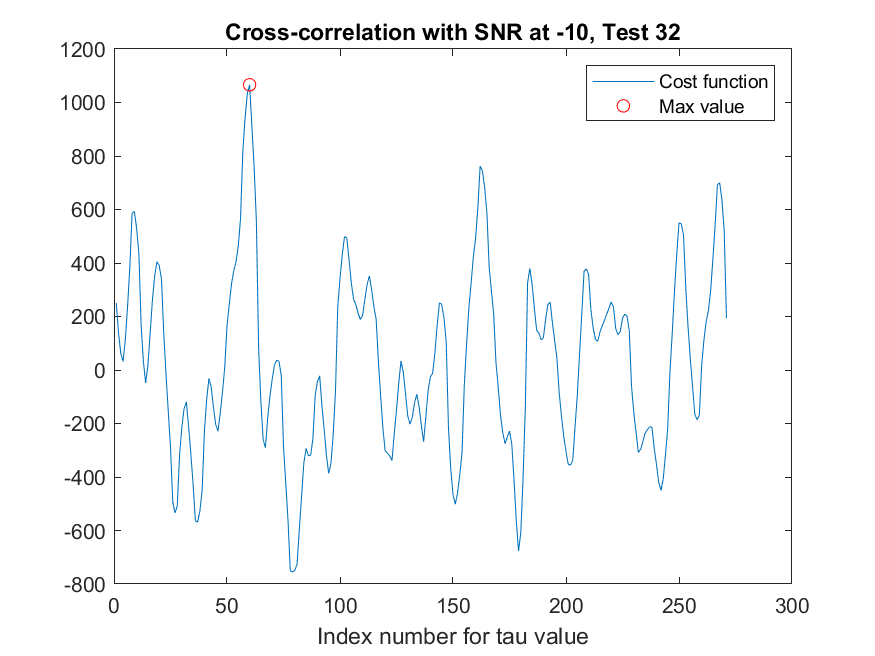 Cross-correlation with SNR at -10, Test 32
1200
1000
800
600
400
200
0
-200
-400
-600
-800
Cost function
Max value
0 50 100 150 200 250 300
Index number for tau value